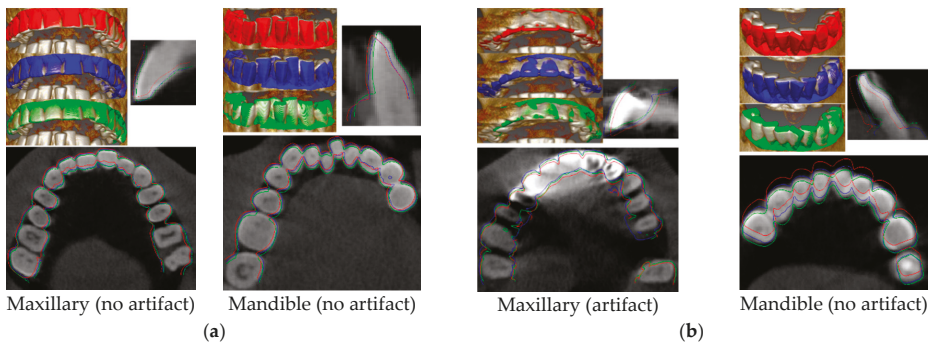 Maxillary (no artifact) Mandible (no artifact) Maxillary (artifact) Mandible (no artifact)
(a) (b)